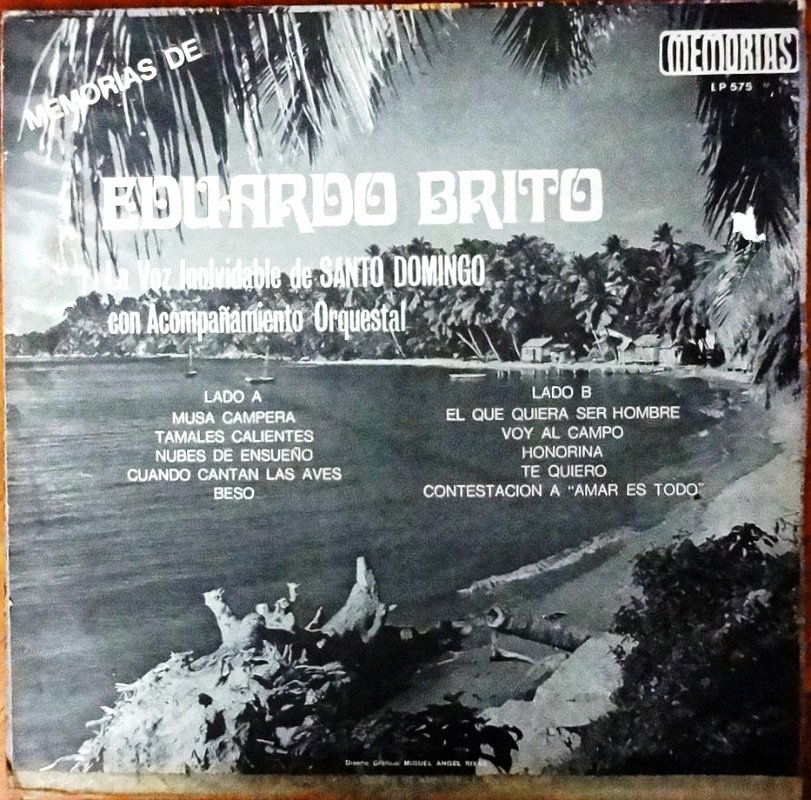 MEMORIAS DE
MEMORIAS
LP 575
EDUARDO BRITO
La Voz Inolvidable de SANTO DOMINGO
con Acompañamiento Orquestal
LADO A
MUSA CAMPERA
TAMALES CALIENTES
NUBES DE ENSUEÑO
CUANDO CANTAN LAS AVES
BESO
LADO B
EL QUE QUIERA SER HOMBRE
VOY AL CAMPO
HONORINA
TE QUIERO
CONTESTACION A "AMAR ES TODO"
Diseño Gráfico: MIGUEL ANGEL